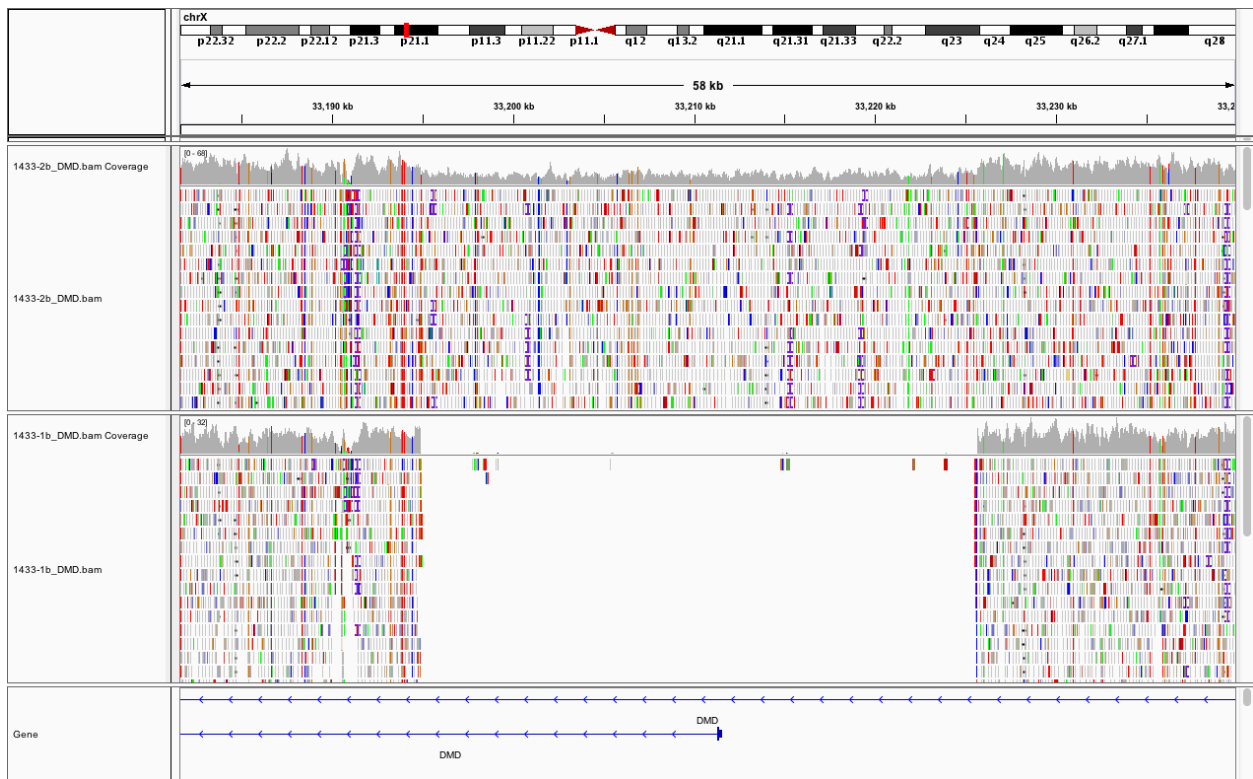 chrX
p22.32 p22.2 p22.12 p21.3 p21.1 p11.3 p11.22 p11.1 q12 q13.2 q21.1 q21.31 q21.33 q22.2 q23 q24 q25 q26.2 q27.1 q28
58 kb
33,190 kb 33,200 kb 33,210 kb 33,220 kb 33,230 kb 33,2
[0 - 68]
1433-2b_DMD.bam Coverage
1433-2b_DMD.bam
[0 - 32]
1433-1b_DMD.bam Coverage
1433-1b_DMD.bam
DMD
Gene
DMD